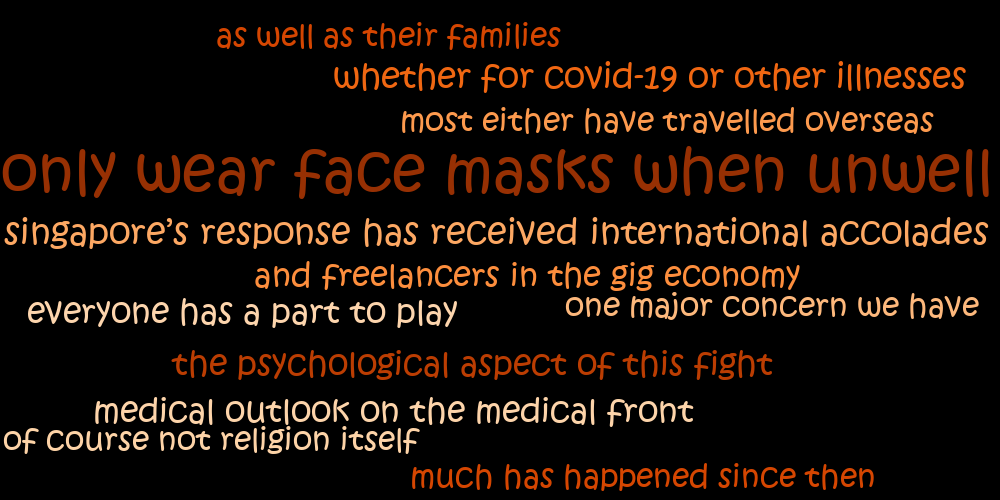 as well as their families
whether for covid-19 or other illnesses
most either have travelled overseas
only wear face masks when unwell
singapore's response has received international accolades
and freelancers in the gig economy
everyone has a part to play
one major concern we have
the psychological aspect of this fight
medical outlook on the medical front
of course not religion itself
much has happened since then